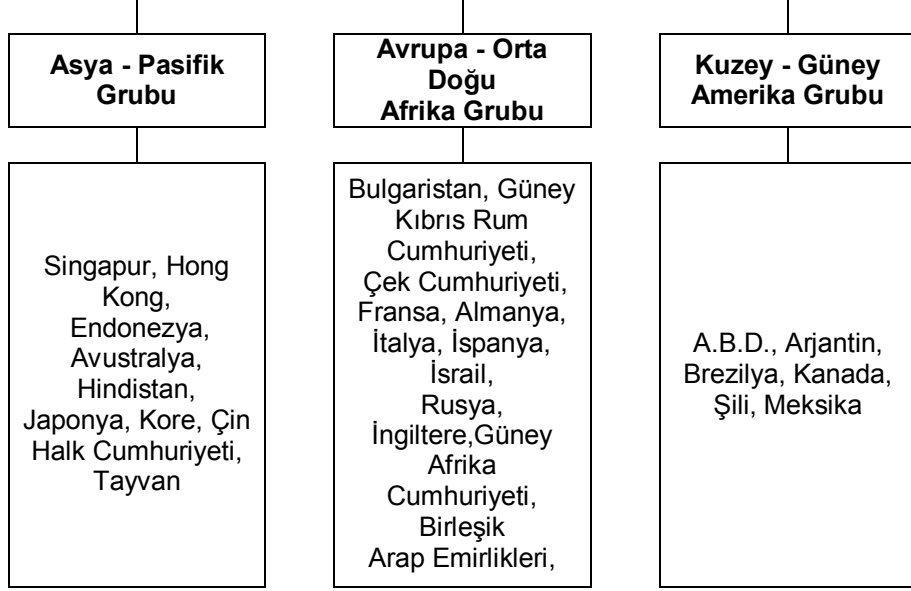 Asya - Pasifik
Grubu
Avrupa - Orta
Doğu
Afrika Grubu
Kuzey - Güney
Amerika Grubu
Singapur, Hong
Kong,
Endonezya,
Avustralya,
Hindistan,
Japonya, Kore, Çin
Halk Cumhuriyeti,
Tayvan
Bulgaristan, Güney
Kıbrıs Rum
Cumhuriyeti,
Çek Cumhuriyeti,
Fransa, Almanya,
İtalya, İspanya,
İsrail,
Rusya,
İngiltere,Güney
Afrika
Cumhuriyeti,
Birleşik
Arap Emirlikleri,
A.B.D., Arjantin,
Brezilya, Kanada,
Şili, Meksika